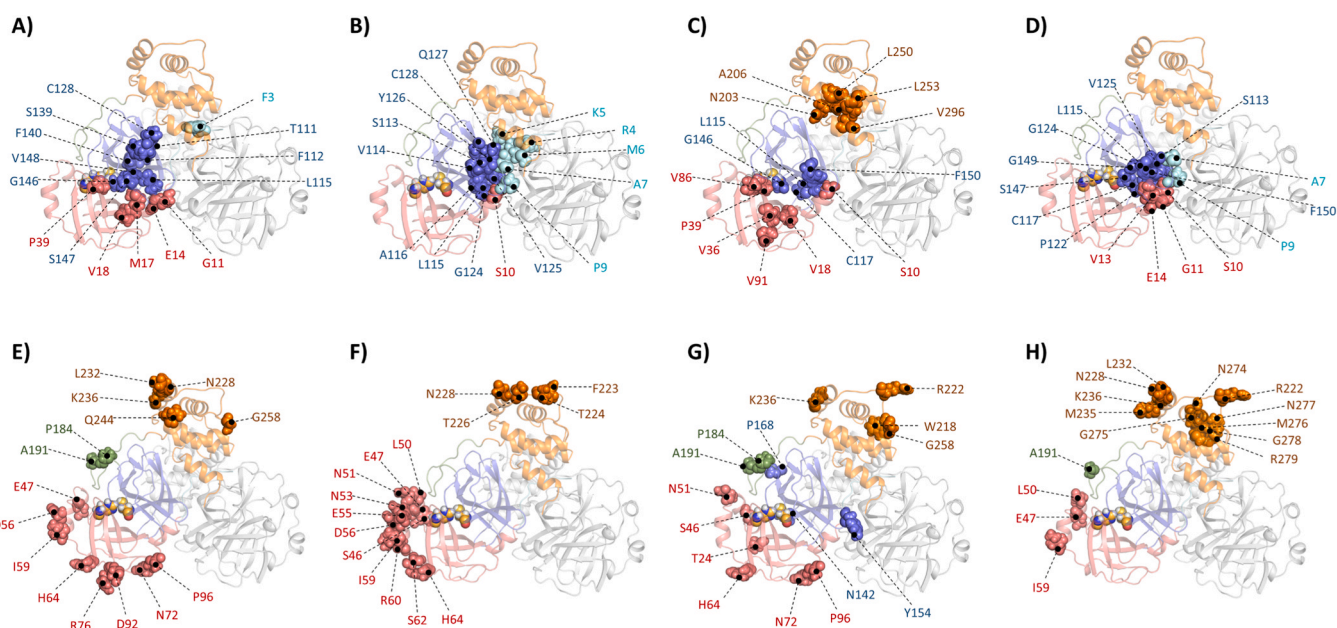 A)
C128
S139
F140
V148
G146
P39
S147
V18
M17
E14
G11
F3
T111
F112
L115
B)
Q127
C128
Y126
S113
V114
A116
L115
G124
S10
V125
P9
K5
R4
M6
A7
C)
L250
A206
N203
L115
G146
V86
P39
V36
V91
V18
C117
S10
L253
V296
F150
D)
V125
L115
G124
G149
S147
C117
P122
V13
E14
G11
S10
S113
A7
F150
P9
E)
L232
K236
Q244
P184
A191
E47
D56
I59
H64
R76
D92
N72
P96
N228
G258
F)
N228
T226
F223
T224
L50
E47
N51
N53
E55
D56
S46
I59
R60
S62
H64
G)
K236
P184
P168
A191
N51
S46
T24
H64
N72
P96
N142
Y154
R222
W218
G258
H)
L232
N228
K236
M235
G275
A191
L50
E47
I59
N274
R222
N277
M276
G278
R279